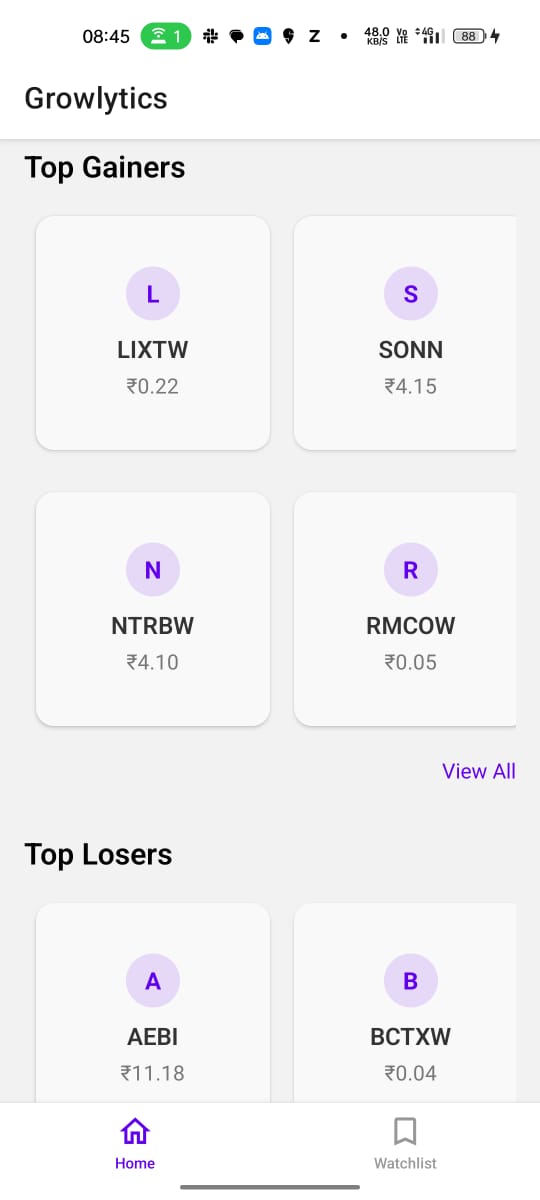 08:45 1 Z • 48.0 KB/S Vo LTE 4G 88
Growlytics
Top Gainers
L S
LIXTW SONN
₹0.22 ₹4.15
N R
NTRBW RMCOW
₹4.10 ₹0.05
View All
Top Losers
A B
AEBI BCTXW
₹11.18 ₹0.04
Home Watchlist